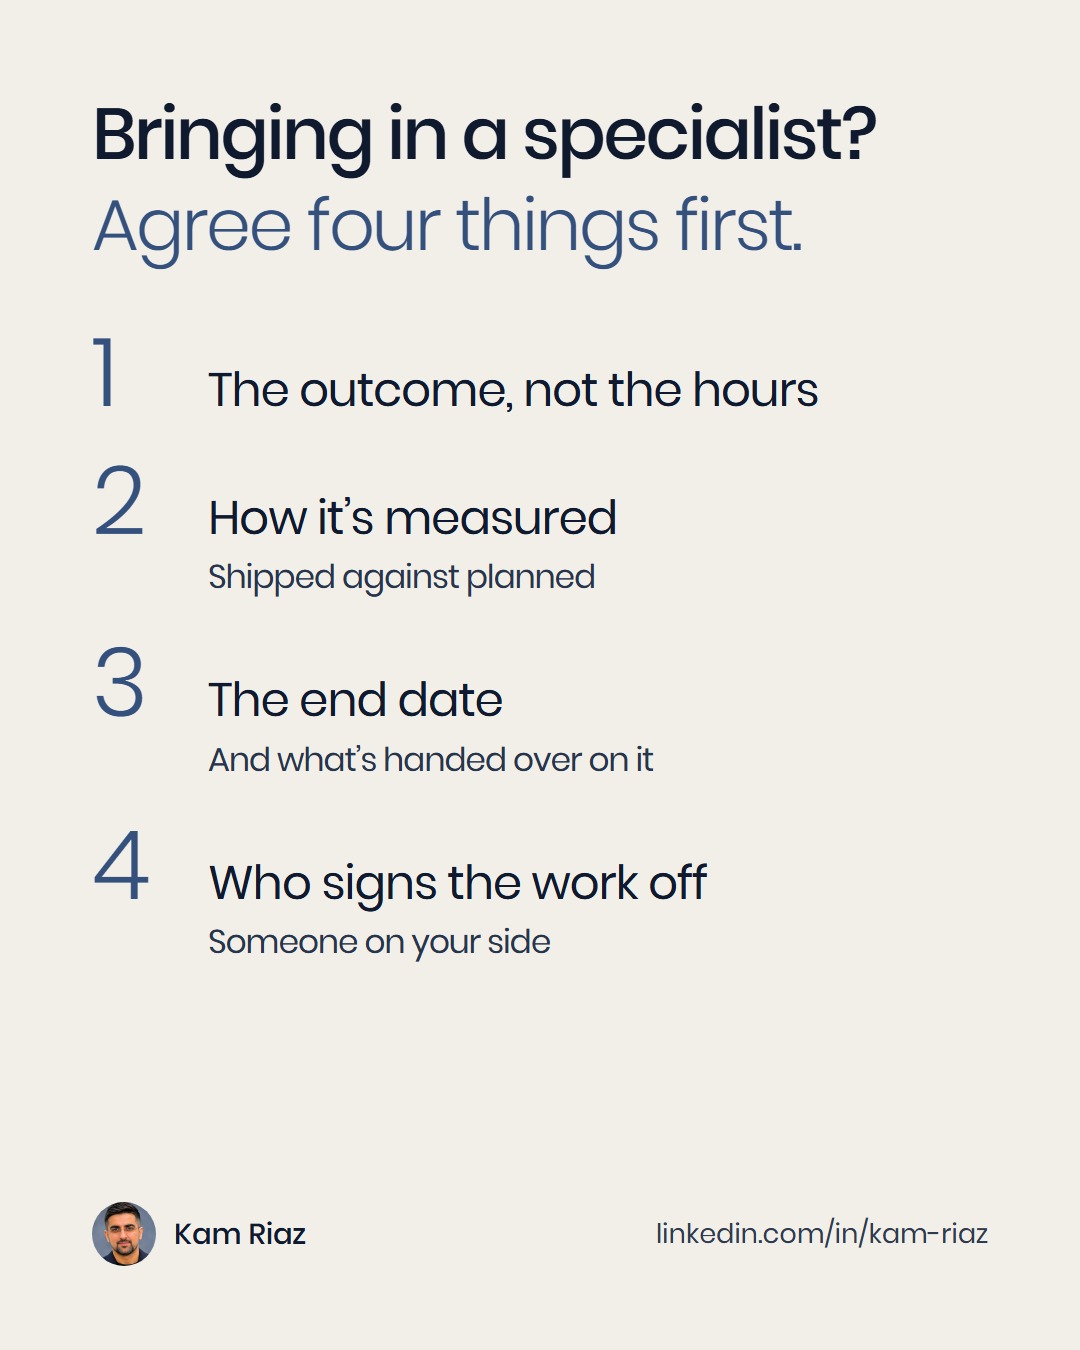 Bringing in a specialist?
Agree four things first.
1 The outcome, not the hours
2 How it’s measured
Shipped against planned
3 The end date
And what’s handed over on it
4 Who signs the work off
Someone on your side
Kam Riaz
linkedin.com/in/kam-riaz